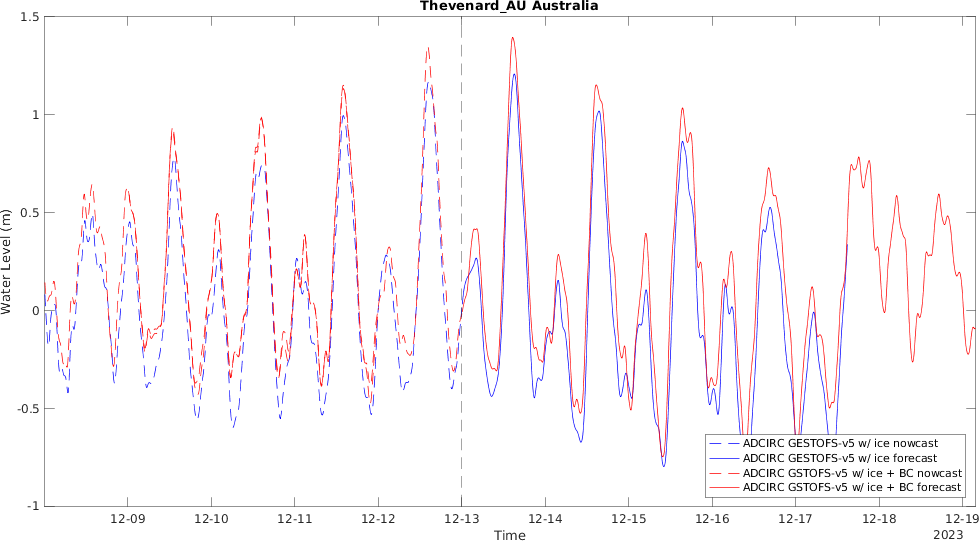 Thevenard_AU Australia
1.5
1
0.5
0
-0.5
-1
Water Level (m)
ADCIRC GESTOFS-v5 w/ ice nowcast
ADCIRC GESTOFS-v5 w/ ice forecast
ADCIRC GSTOFS-v5 w/ ice + BC nowcast
ADCIRC GSTOFS-v5 w/ ice + BC forecast
12-09 12-10 12-11 12-12 12-13 12-14 12-15 12-16 12-17 12-18 12-19
Time
2023